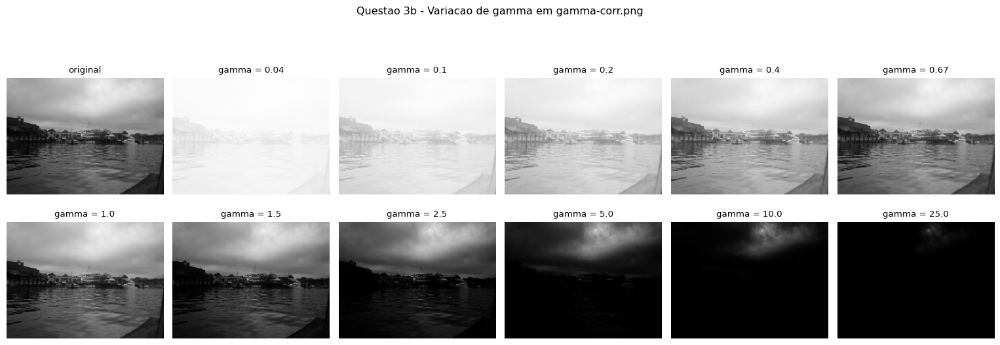 Questao 3b - Variacao de gamma em gamma-corr.png
original
gamma = 0.04
gamma = 0.1
gamma = 0.2
gamma = 0.4
gamma = 0.67
gamma = 1.0
gamma = 1.5
gamma = 2.5
gamma = 5.0
gamma = 10.0
gamma = 25.0